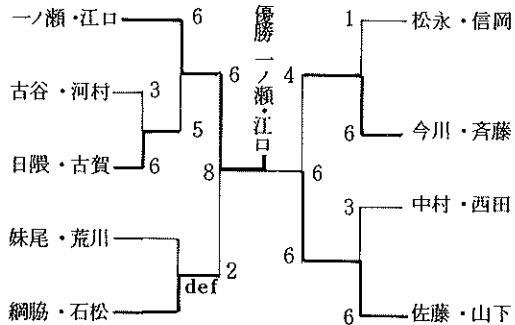 一ノ瀬・江口
古谷・河村
日隈・古賀
妹尾・荒川
綱脇・石松
6
3
5
6
def
6
2
8
優勝 一ノ瀬・江口
6
4
6
1
6
3
6
松永・信岡
今川・斉藤
中村・西田
佐藤・山下